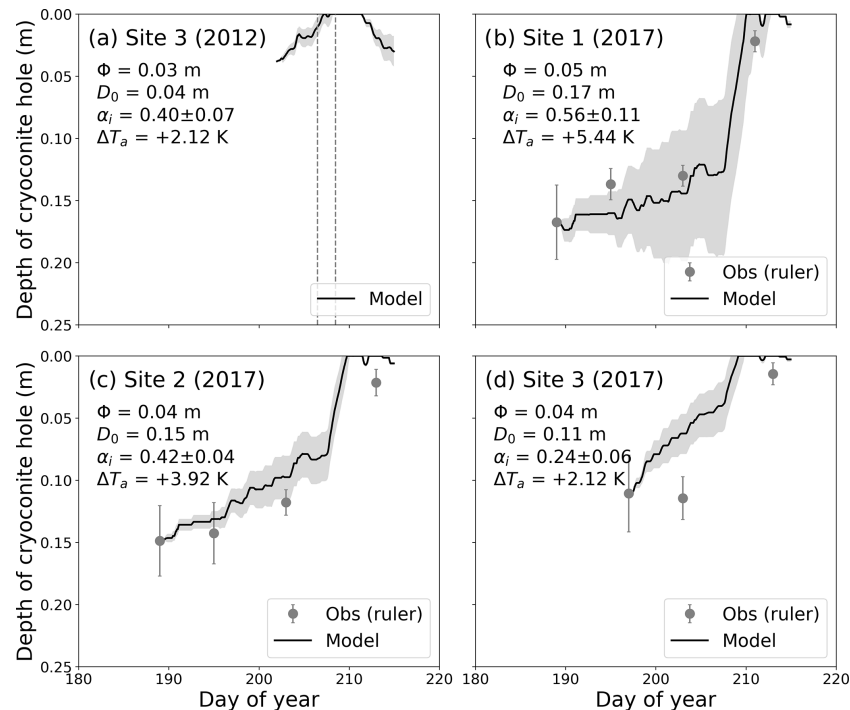 Depth of cryoconite hole (m)
0.00
0.05
0.10
0.15
0.20
0.25
(a) Site 3 (2012)
Φ = 0.03 m
D₀ = 0.04 m
αᵢ = 0.40±0.07
ΔTₐ = +2.12 K
Model
(b) Site 1 (2017)
Φ = 0.05 m
D₀ = 0.17 m
αᵢ = 0.56±0.11
ΔTₐ = +5.44 K
Obs (ruler)
Model
Depth of cryoconite hole (m)
0.00
0.05
0.10
0.15
0.20
0.25
(c) Site 2 (2017)
Φ = 0.04 m
D₀ = 0.15 m
αᵢ = 0.42±0.04
ΔTₐ = +3.92 K
Obs (ruler)
Model
180 190 200 210 220
Day of year
(d) Site 3 (2017)
Φ = 0.04 m
D₀ = 0.11 m
αᵢ = 0.24±0.06
ΔTₐ = +2.12 K
Obs (ruler)
Model
180 190 200 210 220
Day of year